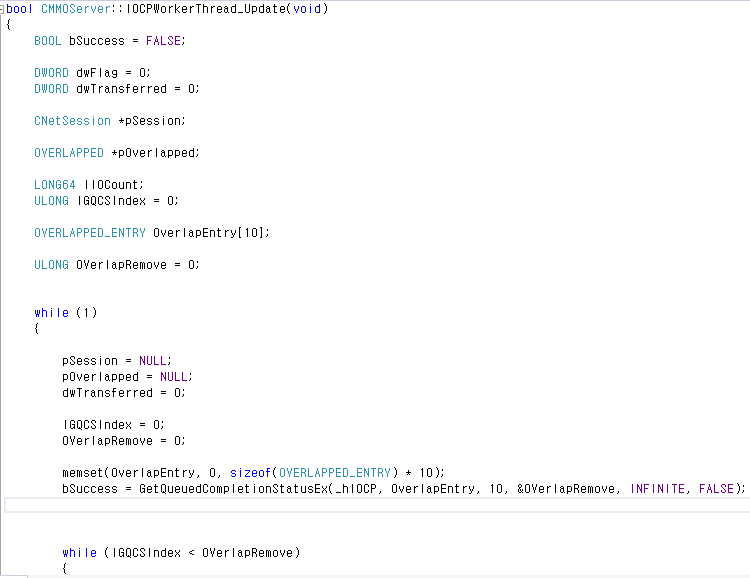 bool CMMOServer::IOCPWorkerThread_Update(void)
{
BOOL bSuccess = FALSE;
DWORD dwFlag = 0;
DWORD dwTransferred = 0;
CNetSession *pSession;
OVERLAPPED *pOverlapped;
LONG64 lIOCount;
ULONG lGQCSIndex = 0;
OVERLAPPED_ENTRY OverlapEntry[10];
ULONG OVerlapRemove = 0;
while (1)
{
pSession = NULL;
pOverlapped = NULL;
dwTransferred = 0;
lGQCSIndex = 0;
OVerlapRemove = 0;
memset(OverlapEntry, 0, sizeof(OVERLAPPED_ENTRY) * 10);
bSuccess = GetQueuedCompletionStatusEx(_hIOCP, OverlapEntry, 10, &OVerlapRemove, INFINITE, FALSE);
while (lGQCSIndex < OVerlapRemove)
{